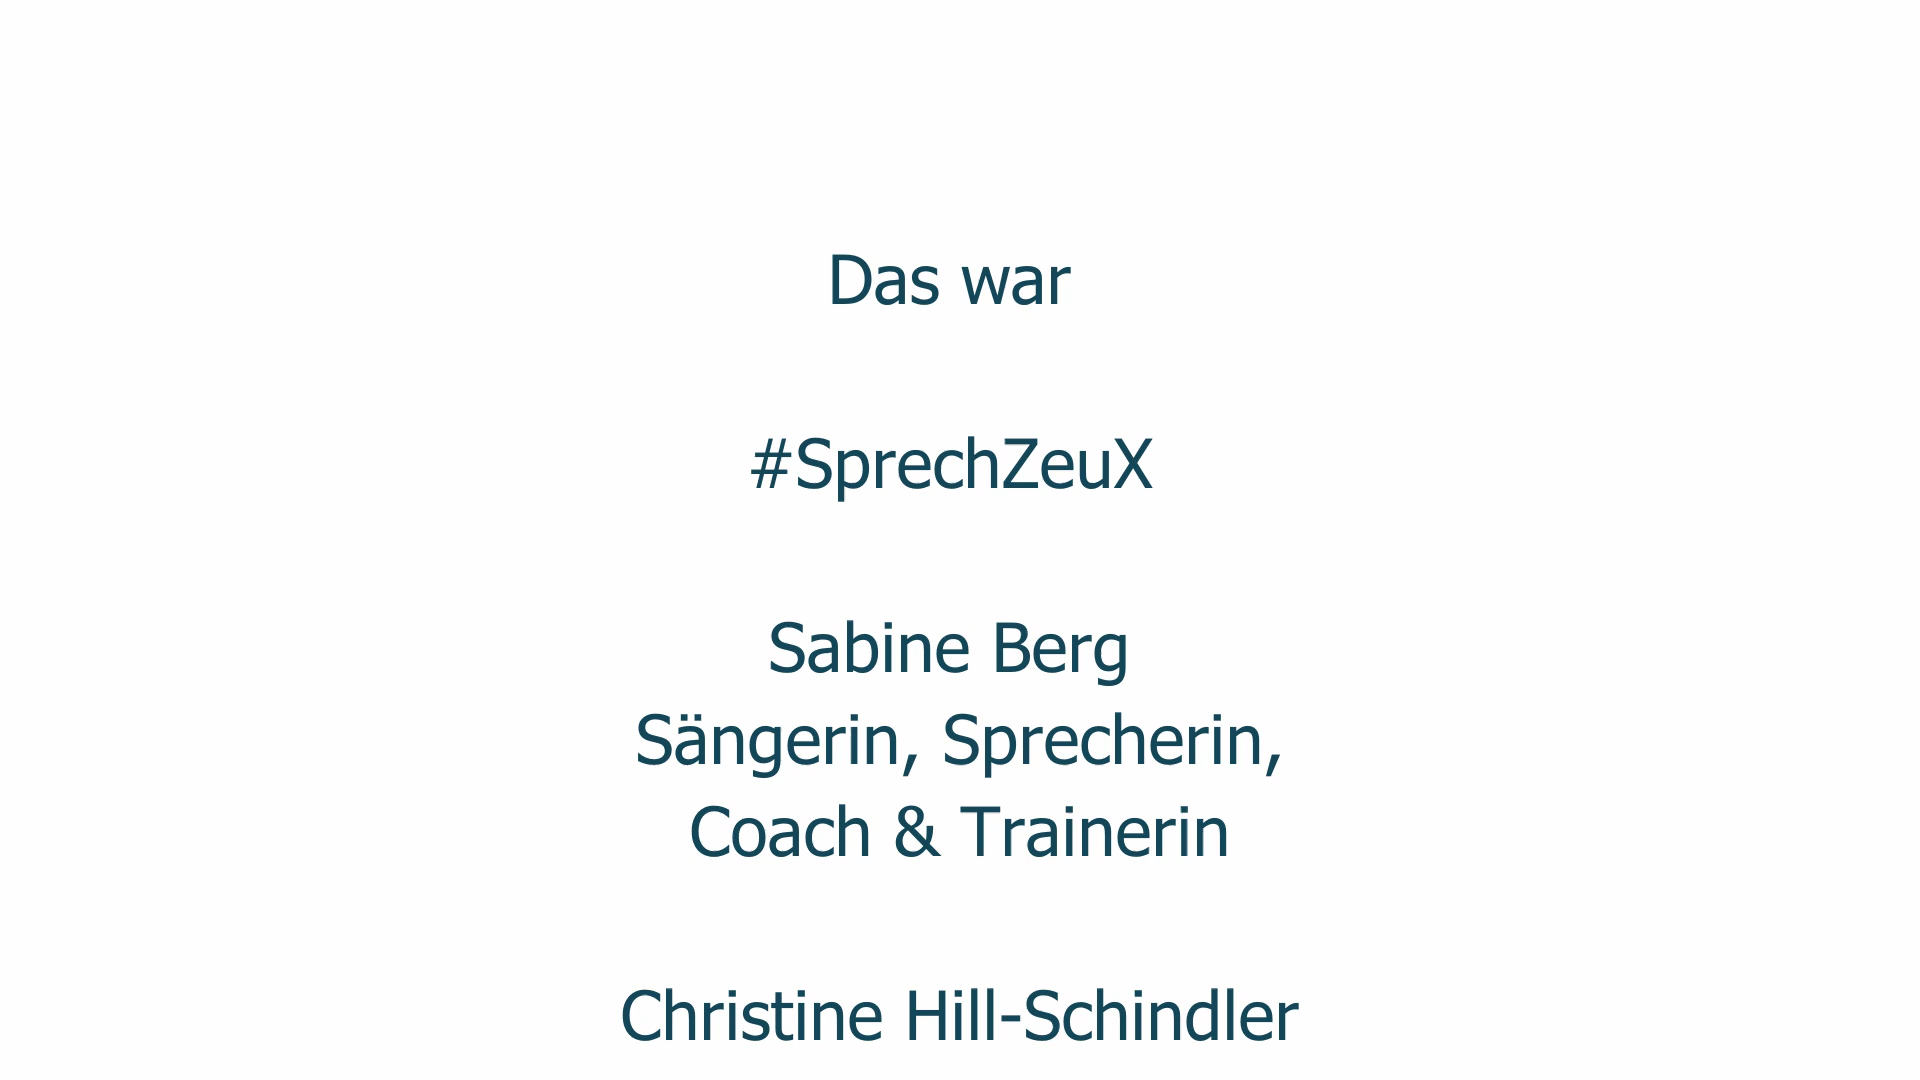 Das war
#SprechZeuX
Sabine Berg
Sängerin, Sprecherin,
Coach & Trainerin
Christine Hill-Schindler